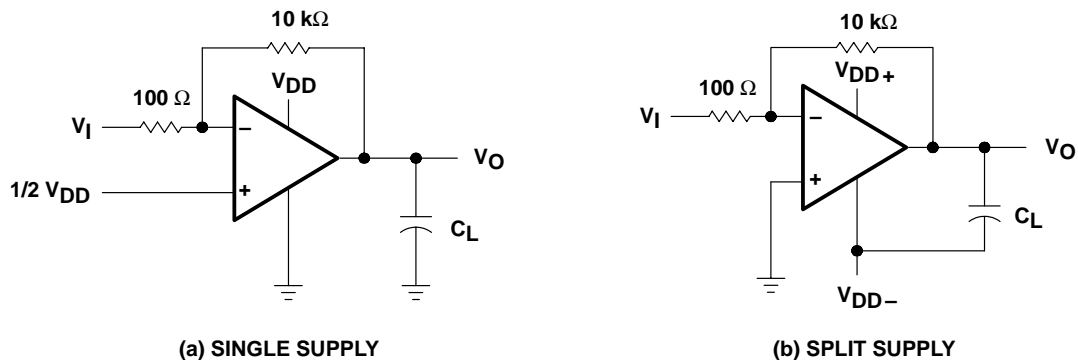 10 kΩ
VDD
100 Ω
VI
−
+
1/2 VDD
VO
CL
(a) SINGLE SUPPLY
10 kΩ
VDD+
100 Ω
VI
−
+
VO
CL
VDD−
(b) SPLIT SUPPLY